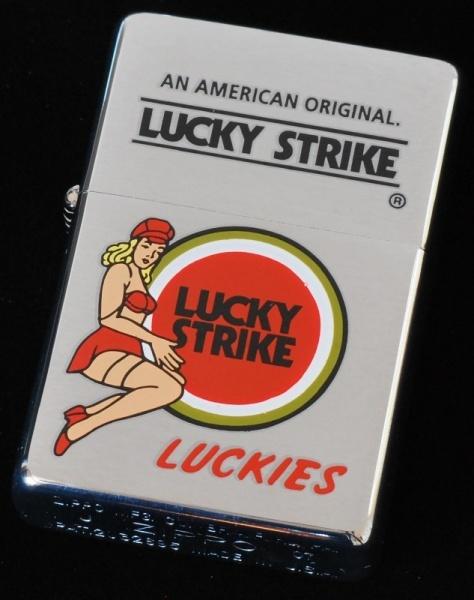 AN AMERICAN ORIGINAL.
LUCKY STRIKE
®
LUCKY
STRIKE
LUCKIES